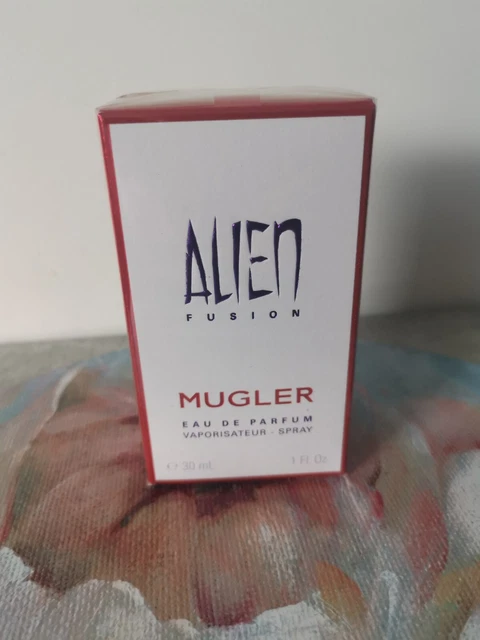 ALIEN
FUSION
MUGLER
EAU DE PARFUM
VAPORISATEUR - SPRAY
℮ 30 mL 1 Fl. Oz